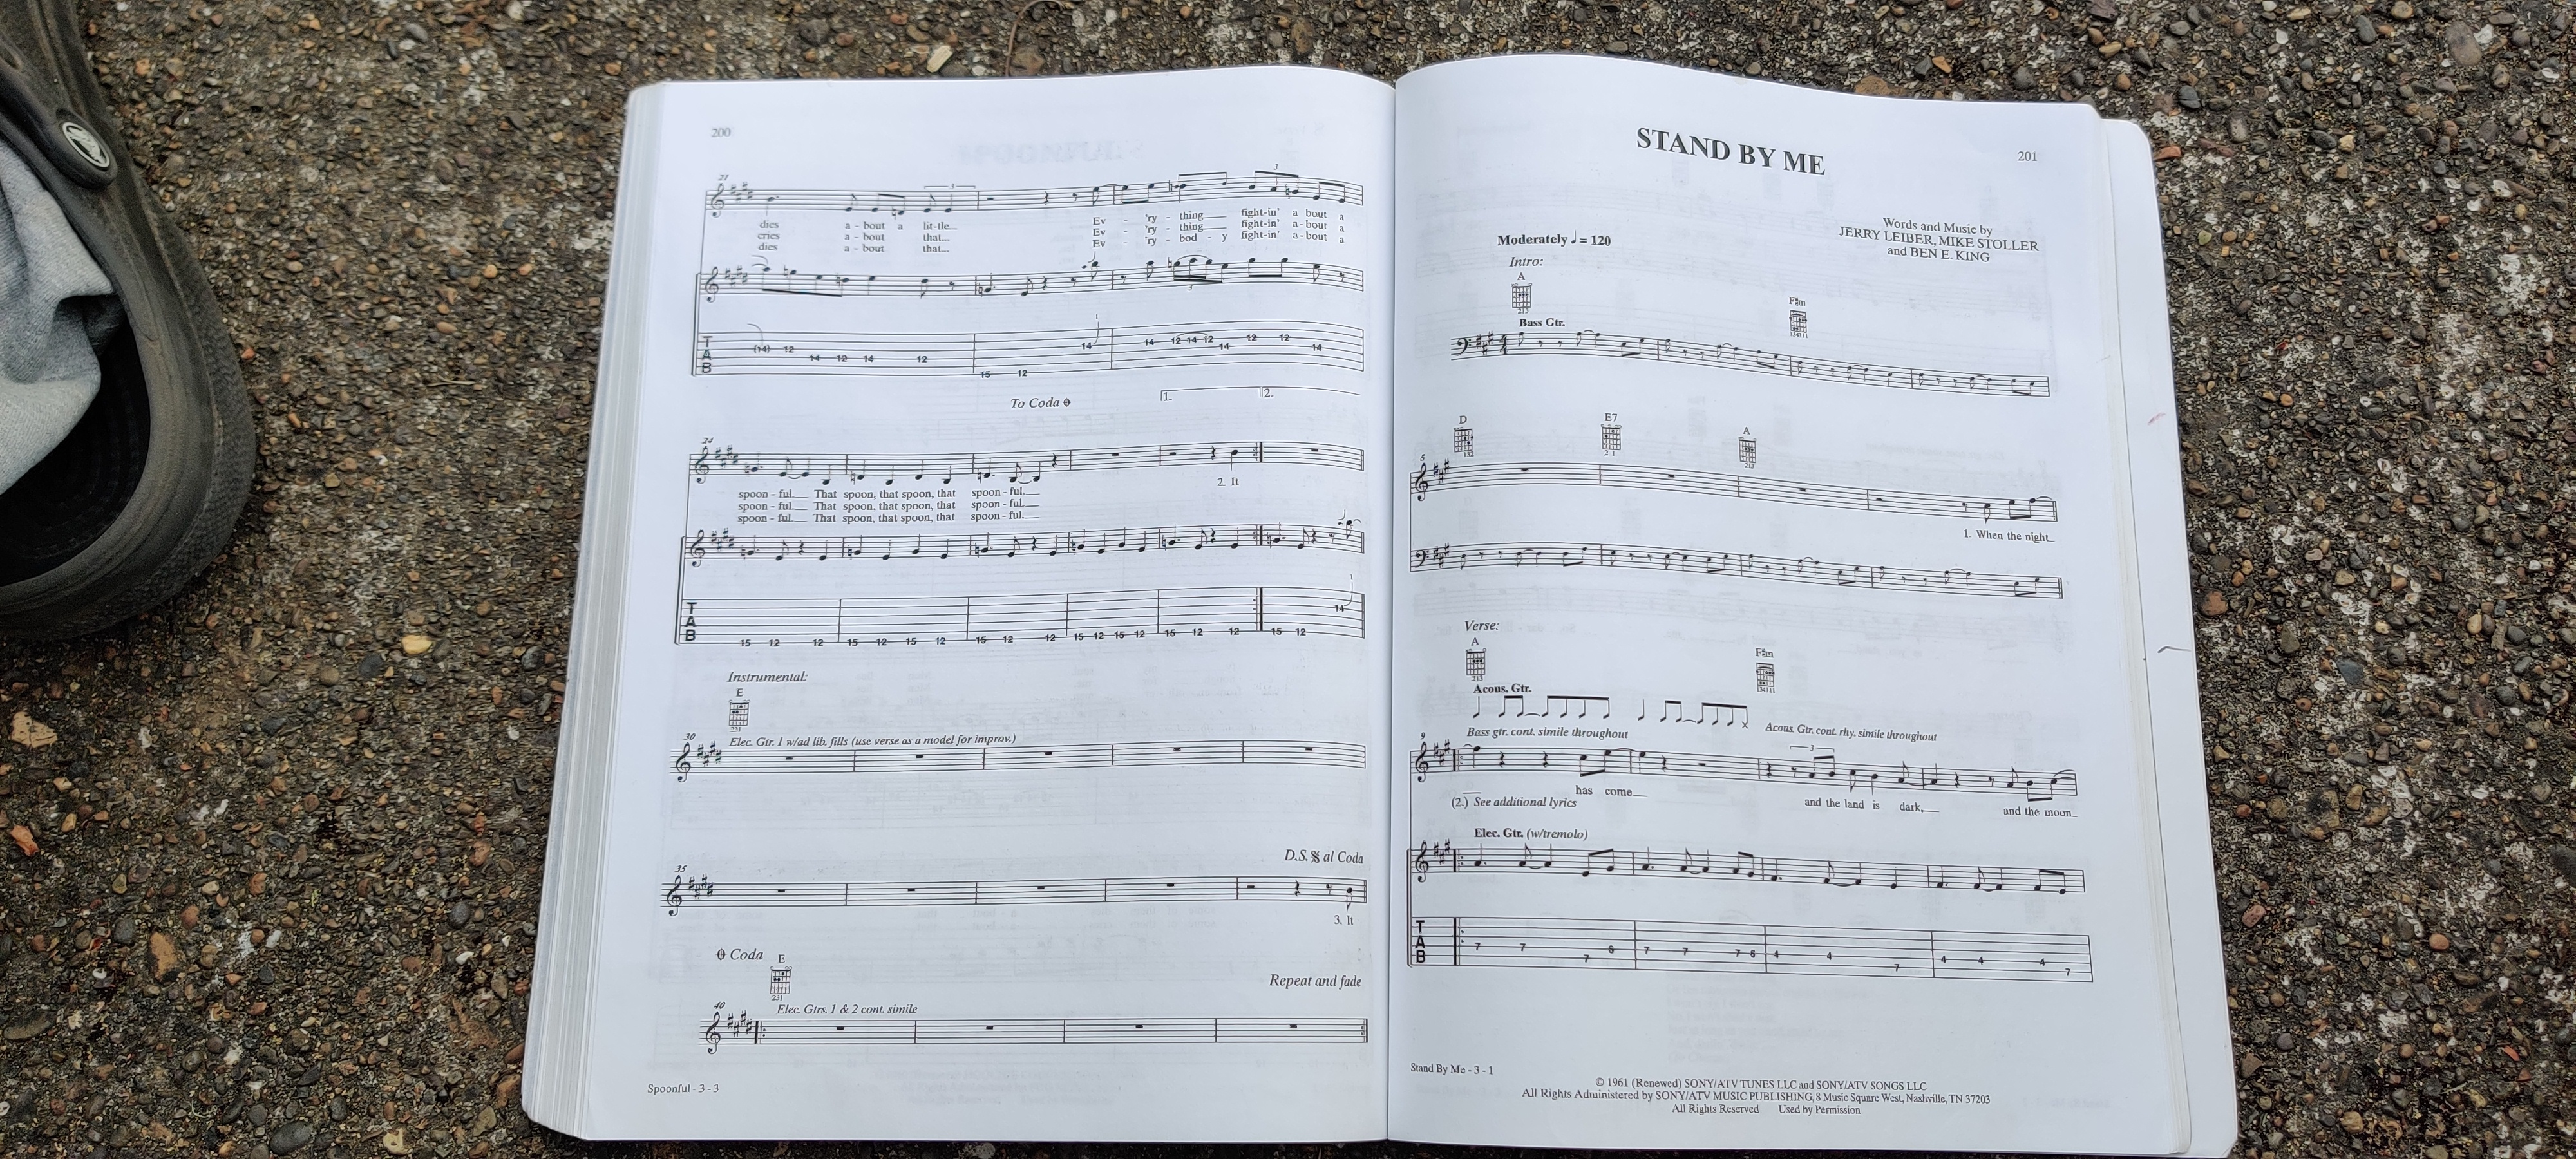 200
21
3
3
dies a - bout a lit-tle Ev - 'ry - thing fight-in' a bout a
cries a - bout that Ev - 'ry - thing fight-in' a-bout a
dies a - bout that Ev - 'ry - bod - y fight-in' a-bout a
3
1
T
A
B
(14) 12 14 12 14 12 15 12 14 14 12 14 12 14 12 12 14
To Coda
1. 2.
24
2. It
spoon - ful That spoon, that spoon, that spoon - ful
spoon - ful That spoon, that spoon, that spoon - ful
spoon - ful That spoon, that spoon, that spoon - ful
1
T
A
B
15 12 12 15 12 15 12 15 12 12 15 12 15 12 15 12 12 15 12 14
Instrumental:
E
231
Elec. Gtr. 1 w/ad lib. fills (use verse as a model for improv.)
30
D.S. al Coda
35
3. It
Coda
E
231
Repeat and fade
Elec. Gtrs. 1 & 2 cont. simile
40
Spoonful - 3 - 3
STAND BY ME
201
Words and Music by
JERRY LEIBER, MIKE STOLLER
and BEN E. KING
Moderately ♩ = 120
Intro:
A F#m
213 134111
Bass Gtr.
4
4
D E7 A
132 2 1 213
5
1. When the night
Verse:
A F#m
213 134111
Acous. Gtr.
Acous. Gtr. cont. rhy. simile throughout
Bass gtr. cont. simile throughout
9
3
has come and the land is dark, and the moon
(2.) See additional lyrics
Elec. Gtr. (w/tremolo)
T
A
B
7 7 7 6 7 7 7 6 4 4 7 4 4 4 7
Stand By Me - 3 - 1
© 1961 (Renewed) SONY/ATV TUNES LLC and SONY/ATV SONGS LLC
All Rights Administered by SONY/ATV MUSIC PUBLISHING, 8 Music Square West, Nashville, TN 37203
All Rights Reserved Used by Permission